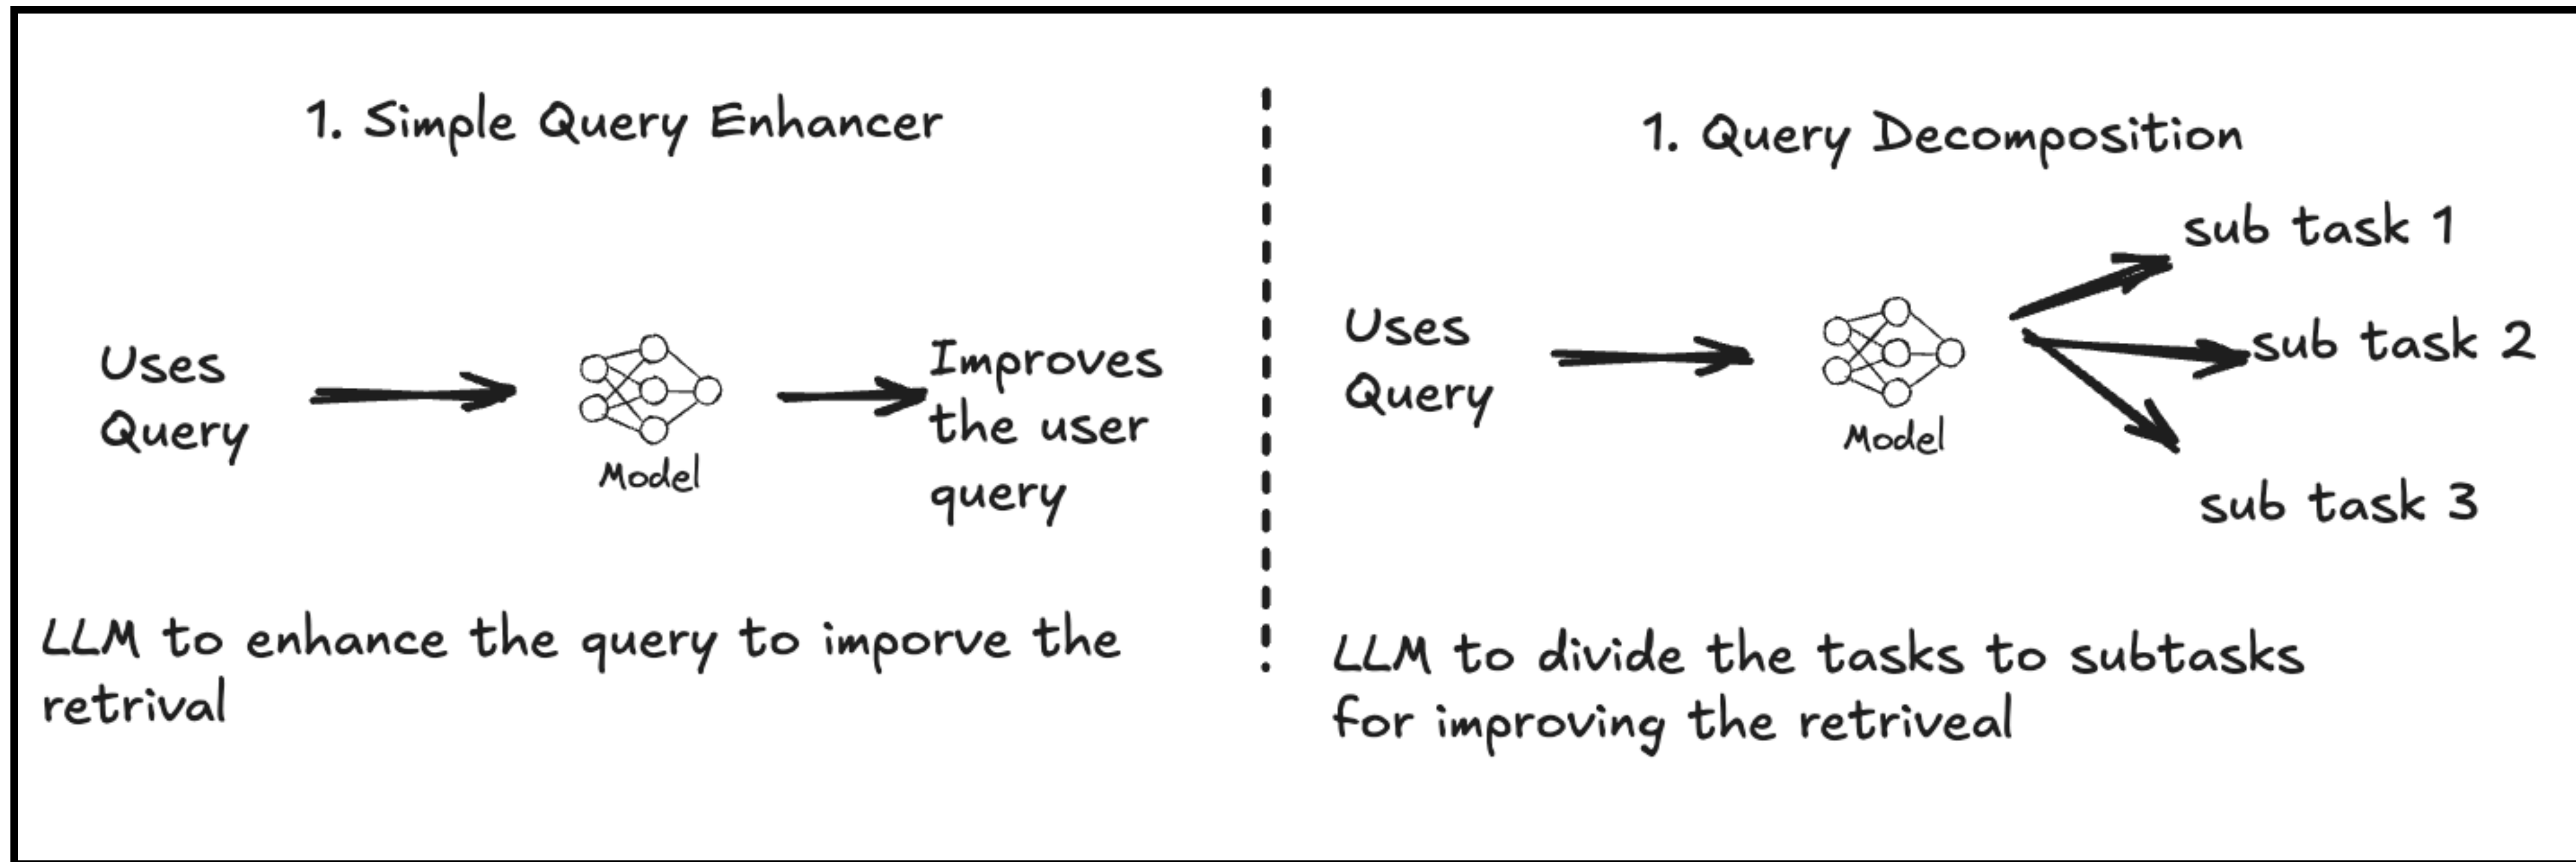 1. Simple Query Enhancer
Uses
Query
Model
Improves
the user
query
LLM to enhance the query to imporve the
retrival
1. Query Decomposition
Uses
Query
Model
sub task 1
sub task 2
sub task 3
LLM to divide the tasks to subtasks
for improving the retriveal